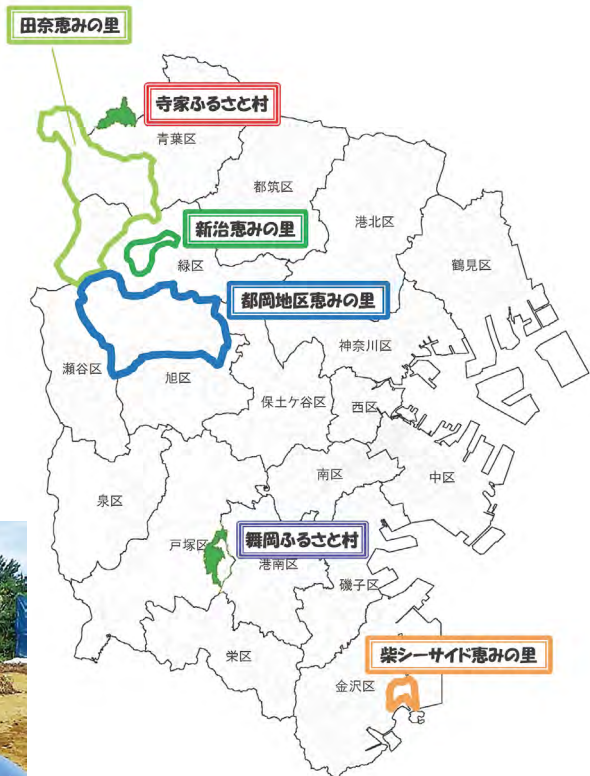 田奈恵みの里
寺家ふるさと村
青葉区
都筑区
港北区
新治恵みの里
緑区
鶴見区
都岡地区恵みの里
神奈川区
瀬谷区
旭区
保土ケ谷区
西区
南区
中区
泉区
戸塚区
舞岡ふるさと村
港南区
磯子区
栄区
柴シーサイド恵みの里
金沢区